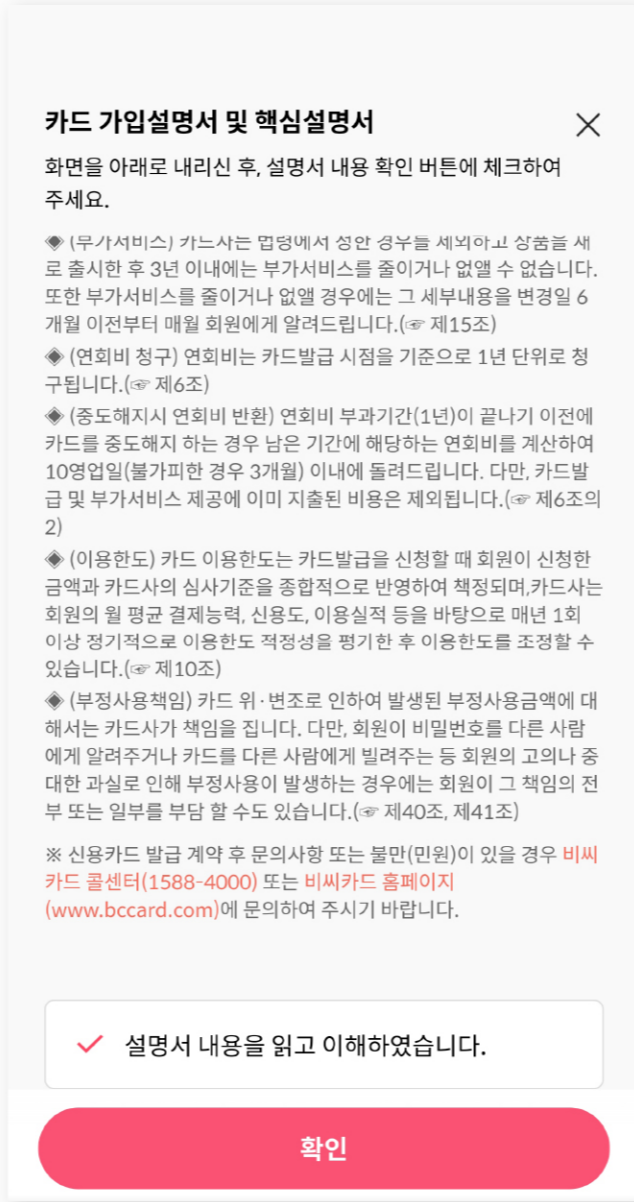 카드 가입설명서 및 핵심설명서
화면을 아래로 내리신 후, 설명서 내용 확인 버튼에 체크하여
주세요.
◈ (부가서비스) 카드사는 법령에서 정한 경우를 제외하고 상품을 새
로 출시한 후 3년 이내에는 부가서비스를 줄이거나 없앨 수 없습니다.
또한 부가서비스를 줄이거나 없앨 경우에는 그 세부내용을 변경일 6
개월 이전부터 매월 회원에게 알려드립니다.(☞ 제15조)
◈ (연회비 청구) 연회비는 카드발급 시점을 기준으로 1년 단위로 청
구됩니다.(☞ 제6조)
◈ (중도해지시 연회비 반환) 연회비 부과기간(1년)이 끝나기 이전에
카드를 중도해지 하는 경우 남은 기간에 해당하는 연회비를 계산하여
10영업일(불가피한 경우 3개월) 이내에 돌려드립니다. 다만, 카드발
급 및 부가서비스 제공에 이미 지출된 비용은 제외됩니다.(☞ 제6조의
2)
◈ (이용한도) 카드 이용한도는 카드발급을 신청할 때 회원이 신청한
금액과 카드사의 심사기준을 종합적으로 반영하여 책정되며,카드사는
회원의 월 평균 결제능력, 신용도, 이용실적 등을 바탕으로 매년 1회
이상 정기적으로 이용한도 적정성을 평기한 후 이용한도를 조정할 수
있습니다.(☞ 제10조)
◈ (부정사용책임) 카드 위·변조로 인하여 발생된 부정사용금액에 대
해서는 카드사가 책임을 집니다. 다만, 회원이 비밀번호를 다른 사람
에게 알려주거나 카드를 다른 사람에게 빌려주는 등 회원의 고의나 중
대한 과실로 인해 부정사용이 발생하는 경우에는 회원이 그 책임의 전
부 또는 일부를 부담 할 수도 있습니다.(☞ 제40조, 제41조)
※ 신용카드 발급 계약 후 문의사항 또는 불만(민원)이 있을 경우 비씨
카드 콜센터(1588-4000) 또는 비씨카드 홈페이지
(www.bccard.com)에 문의하여 주시기 바랍니다.
설명서 내용을 읽고 이해하였습니다.
확인